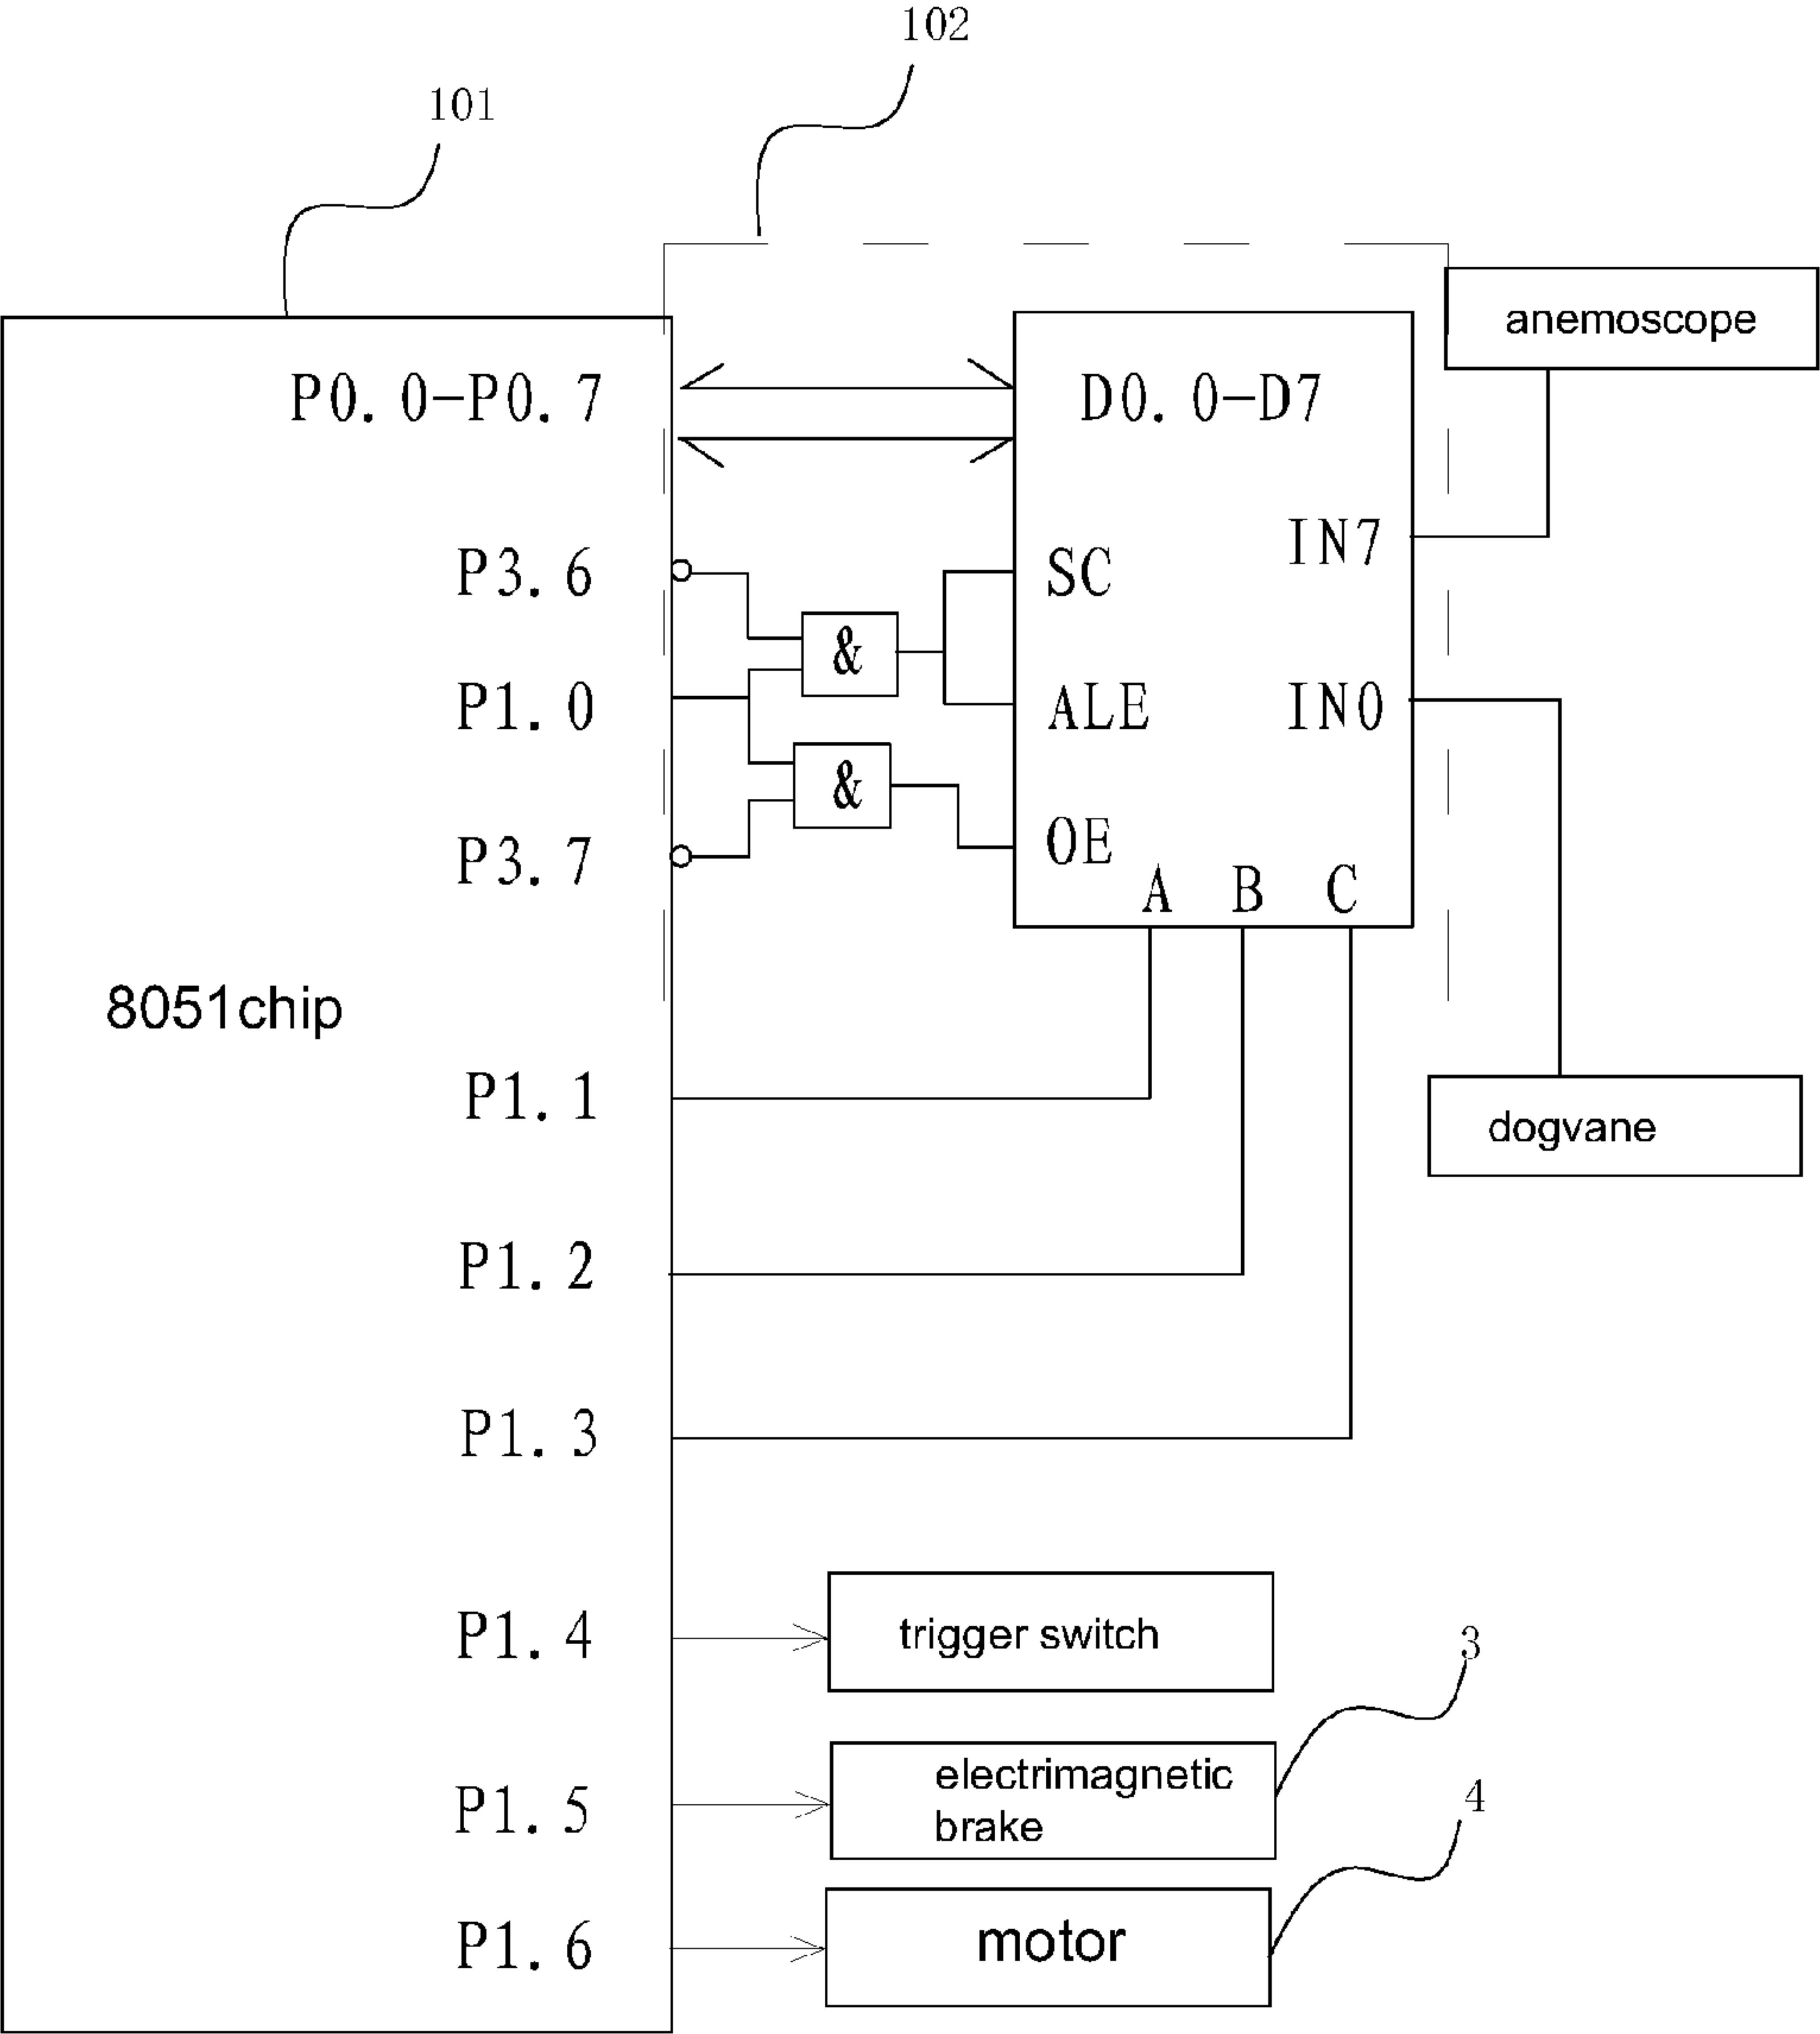 102
101
anemoscope
P0.0-P0.7
D0.0-D7
IN7
P3.6
SC
&
P1.0
ALE
IN0
&
P3.7
OE
A B C
8051chip
P1.1
dogvane
P1.2
P1.3
P1.4
trigger switch
3
P1.5
electrimagnetic
brake
4
P1.6
motor